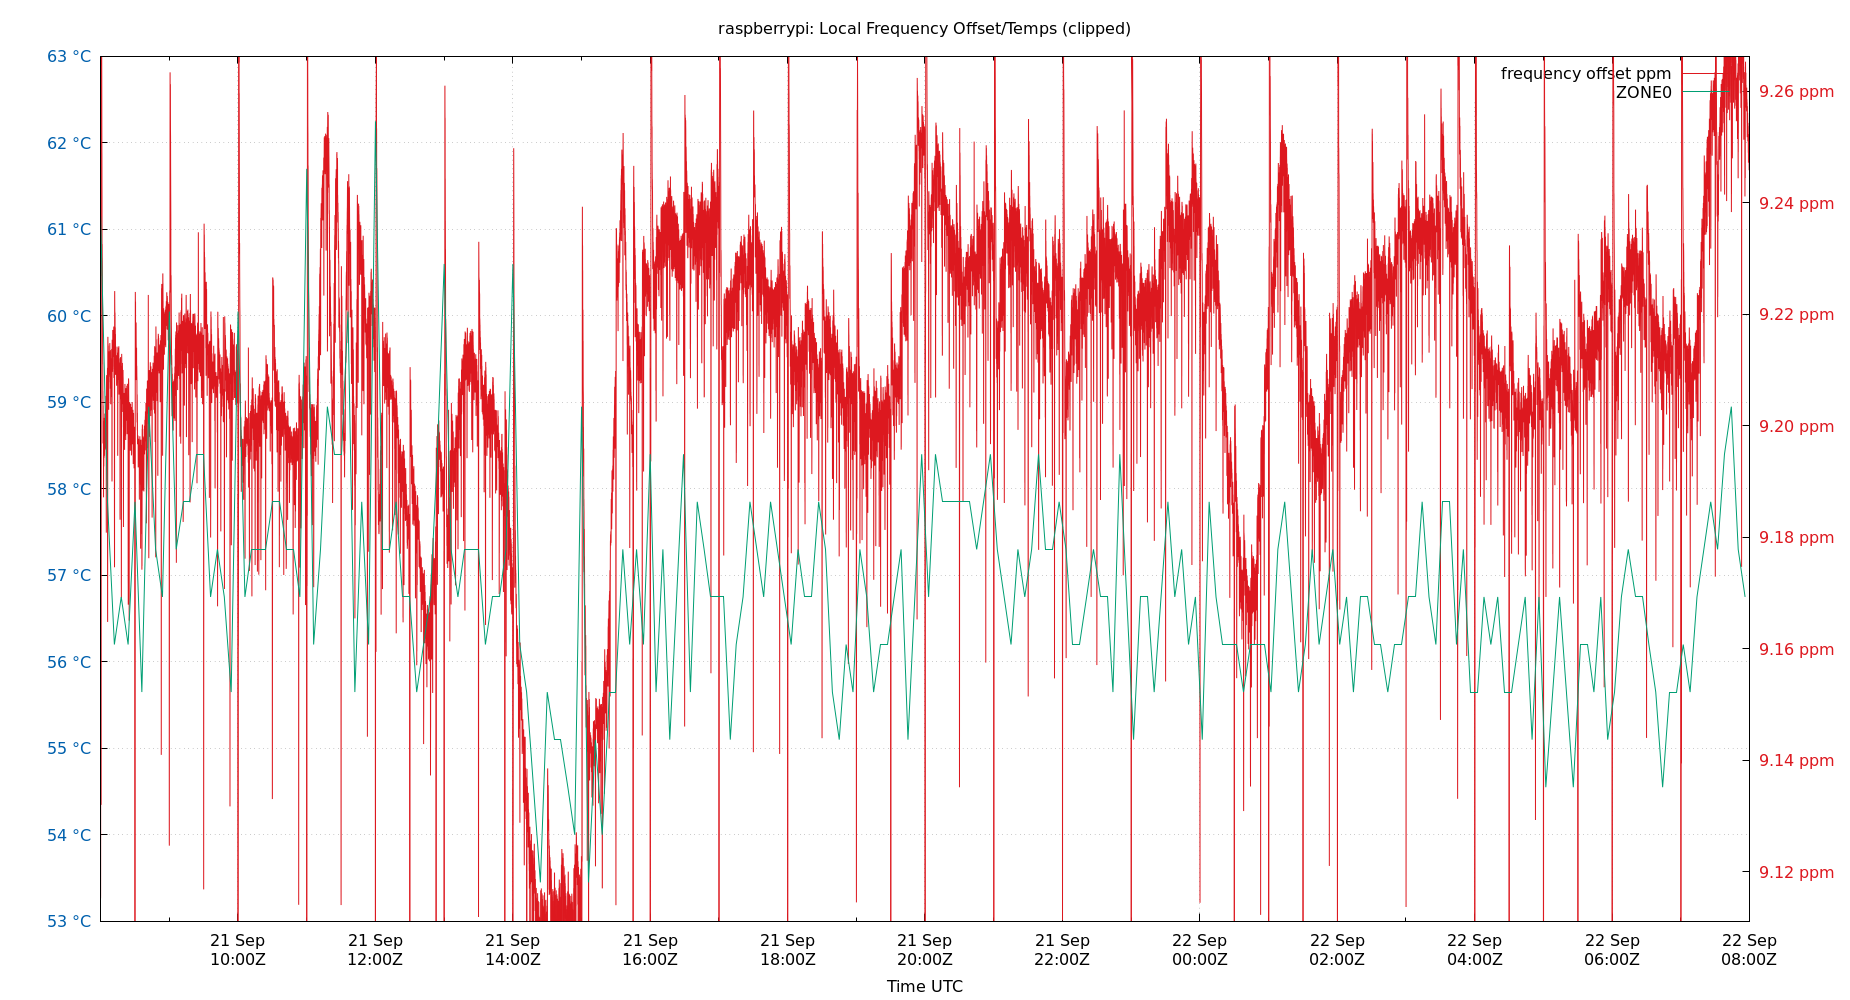 raspberrypi: Local Frequency Offset/Temps (clipped)
63 °C
62 °C
61 °C
60 °C
59 °C
58 °C
57 °C
56 °C
55 °C
54 °C
53 °C
frequency offset ppm
ZONE0
9.26 ppm
9.24 ppm
9.22 ppm
9.20 ppm
9.18 ppm
9.16 ppm
9.14 ppm
9.12 ppm
21 Sep 21 Sep 21 Sep 21 Sep 21 Sep 21 Sep 21 Sep 22 Sep 22 Sep 22 Sep 22 Sep 22 Sep
10:00Z 12:00Z 14:00Z 16:00Z 18:00Z 20:00Z 22:00Z 00:00Z 02:00Z 04:00Z 06:00Z 08:00Z
Time UTC